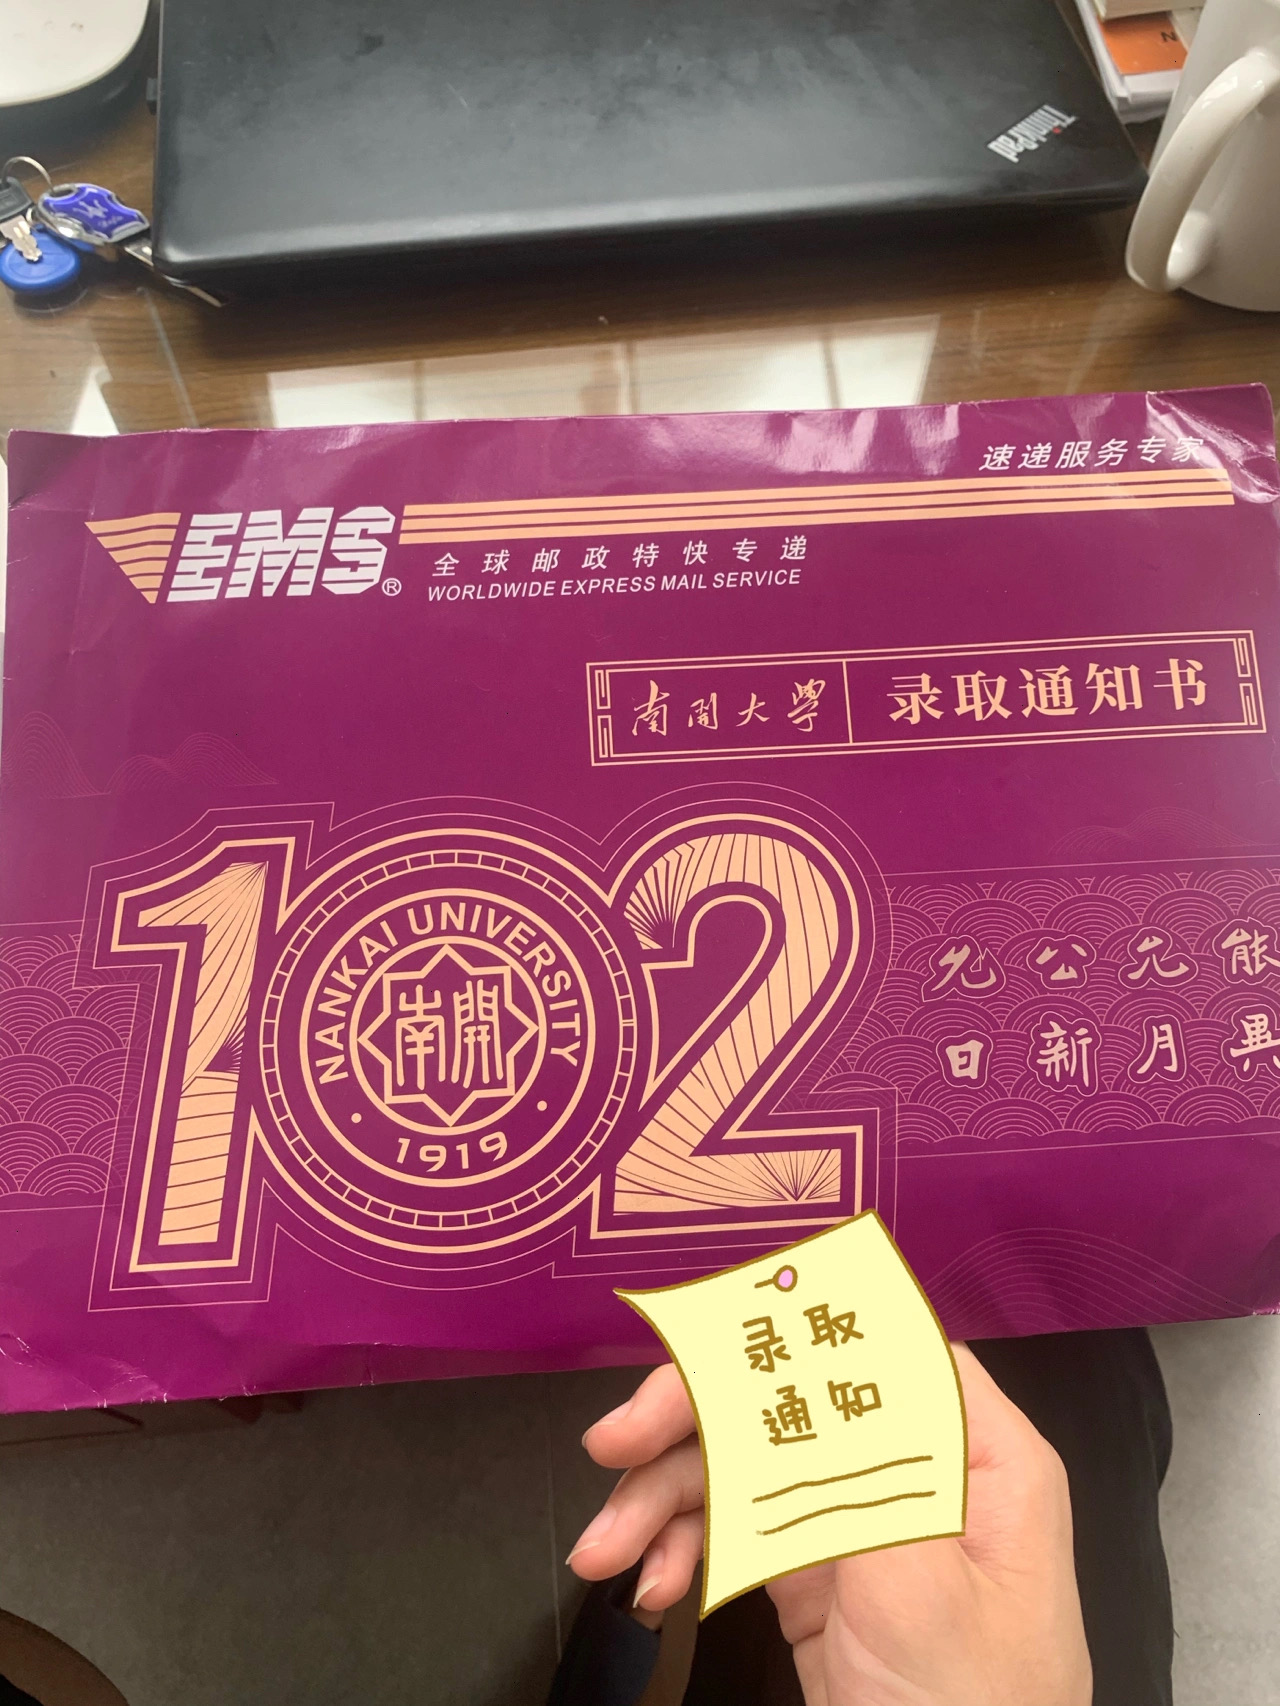 ThinkPad
速递服务专家
EMS®
全球邮政特快专递
WORLDWIDE EXPRESS MAIL SERVICE
南開大學 录取通知书
102
NANKAI UNIVERSITY
南開
1919
允公允能
日新月異
录取
通知